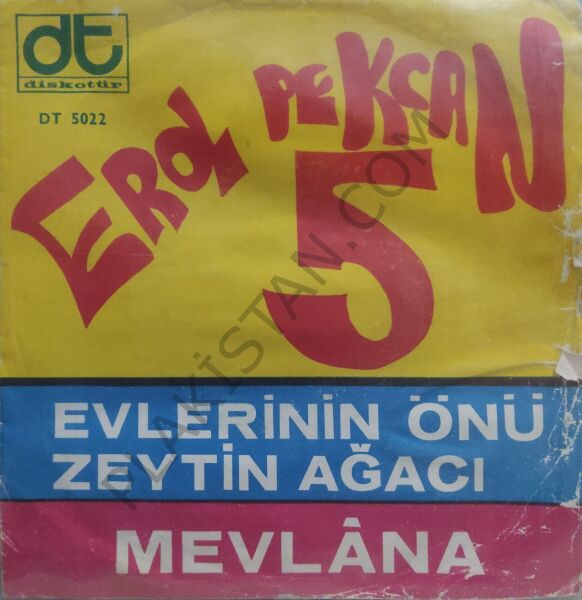 dt
diskotür
DT 5022
EROL PEKCAN
5
EVLERİNİN ÖNÜ
ZEYTİN AĞACI
MEVLÂNA
PLAKİSTAN.COM